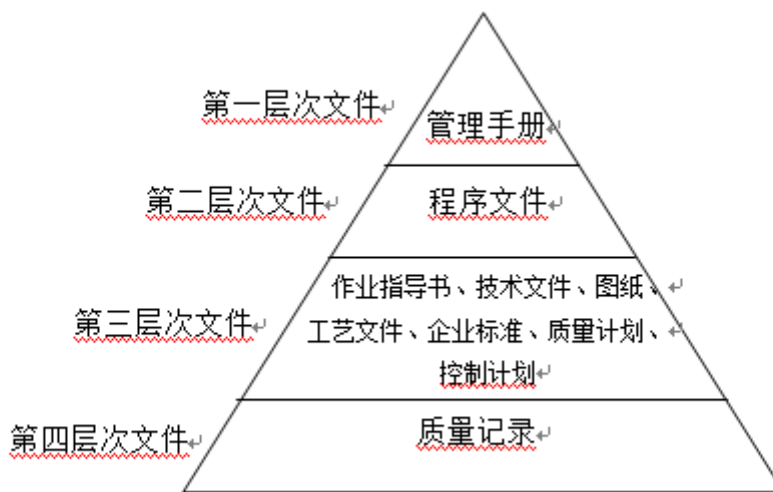 第一层次文件
管理手册
第二层次文件
程序文件
作业指导书、技术文件、图纸、
第三层次文件
工艺文件、企业标准、质量计划、
控制计划
第四层次文件
质量记录